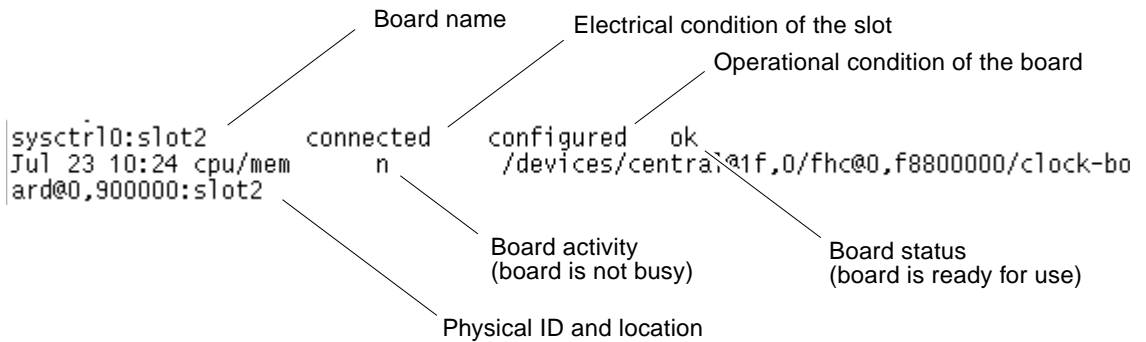 Board name
Electrical condition of the slot
Operational condition of the board
sysctrl0:slot2 connected configured ok
Jul 23 10:24 cpu/mem n /devices/central@1f,0/fhc@0,f8800000/clock-bo
ard@0,900000:slot2
Board activity
(board is not busy)
Board status
(board is ready for use)
Physical ID and location